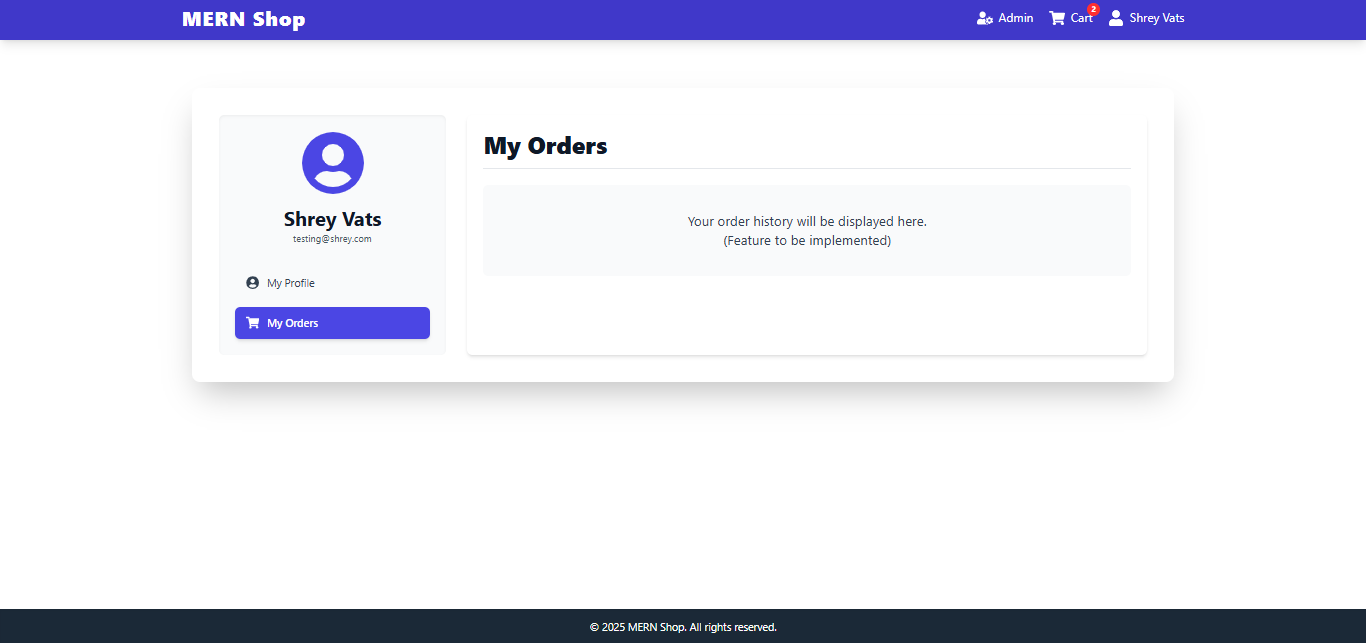 MERN Shop
Admin
Cart
2
Shrey Vats
Shrey Vats
testing@shrey.com
My Profile
My Orders
My Orders
Your order history will be displayed here.
(Feature to be implemented)
© 2025 MERN Shop. All rights reserved.